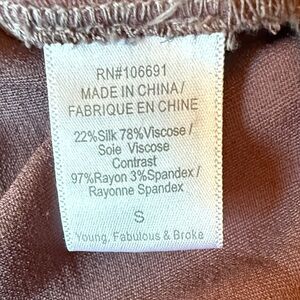 RN#106691
MADE IN CHINA/
FABRIQUE EN CHINE
22%Silk 78%Viscose /
Soie Viscose
Contrast
97%Rayon 3%Spandex /
Rayonne Spandex
S
Young, Fabulous & Broke